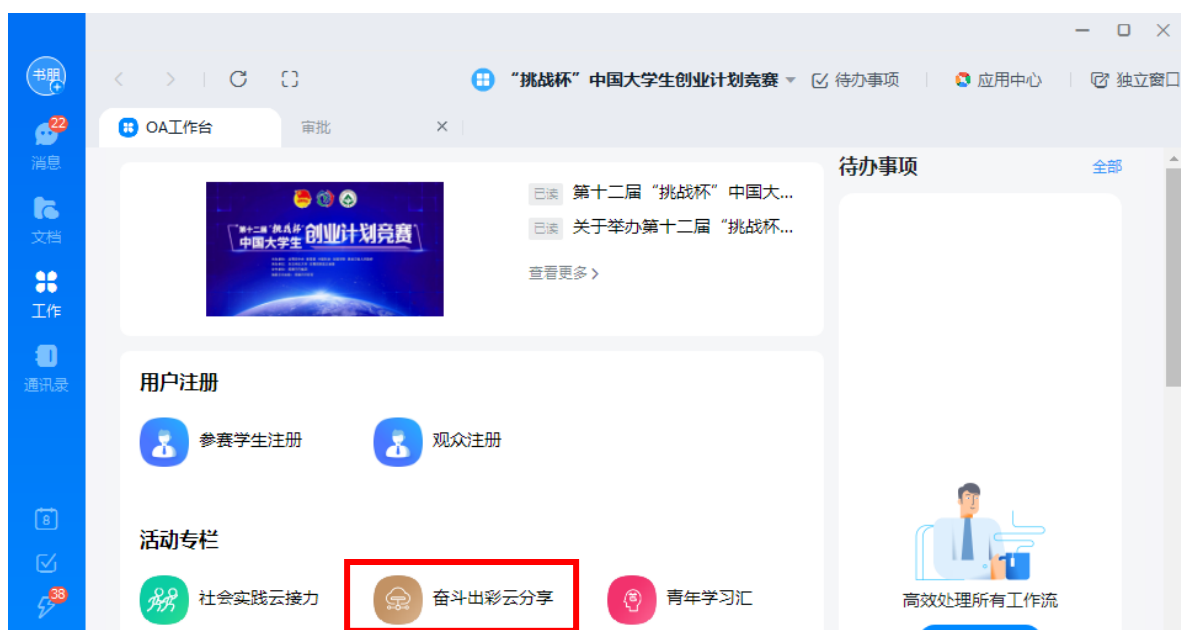 书朋
“挑战杯”中国大学生创业计划竞赛
待办事项
应用中心
独立窗口
22
消息
OA工作台
审批
文档
工作
通讯录
8
38
第十二届“挑战杯”
中国大学生 创业计划竞赛
已读 第十二届“挑战杯”中国大...
已读 关于举办第十二届“挑战杯...
查看更多
待办事项
全部
用户注册
参赛学生注册
观众注册
活动专栏
社会实践云接力
奋斗出彩云分享
青年学习汇
高效处理所有工作流